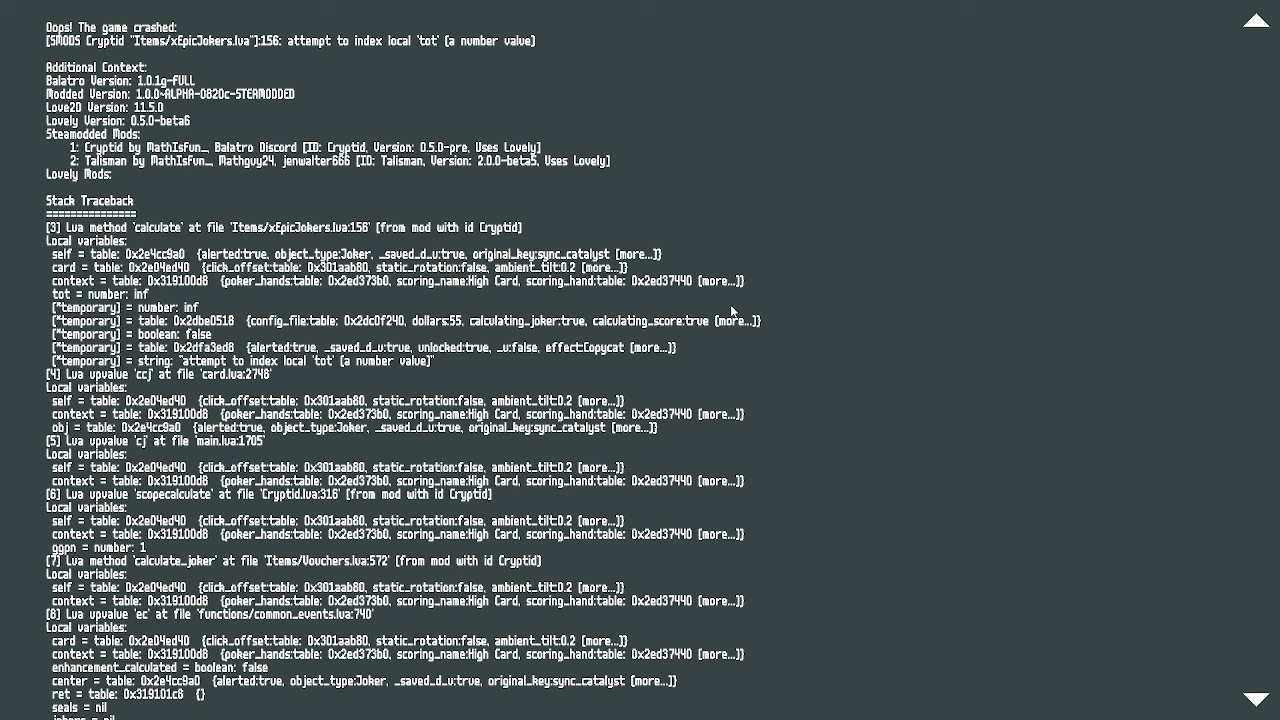 Oops! The game crashed:
[SMODS Cryptid "Items/xEpicJokers.lua"]:156: attempt to index local 'tot' (a number value)
Additional Context:
Balatro Version: 1.0.1g-FULL
Modded Version: 1.0.0~ALPHA-0820c-STEAMODDED
Love2D Version: 11.5.0
Lovely Version: 0.5.0-beta6
Steamodded Mods:
1: Cryptid by MathIsFun_, Balatro Discord [ID: Cryptid, Version: 0.5.0-pre, Uses Lovely]
2: Talisman by MathIsFun_, Mathguy24, jenwalter666 [ID: Talisman, Version: 2.0.0-beta5, Uses Lovely]
Lovely Mods:
Stack Traceback
===============
[3] Lua method 'calculate' at file 'Items/xEpicJokers.lua:156' (from mod with id Cryptid)
Local variables:
self = table: 0x2e4cc9a0 {alerted:true, object_type:Joker, _saved_d_u:true, original_key:sync_catalyst (more...)}
card = table: 0x2e04ed40 {click_offset:table: 0x301aab80, static_rotation:false, ambient_tilt:0.2 (more...)}
context = table: 0x319100d8 {poker_hands:table: 0x2ed373b0, scoring_name:High Card, scoring_hand:table: 0x2ed37440 (more...)}
tot = number: inf
(*temporary) = number: inf
(*temporary) = table: 0x2dbe0518 {config_file:table: 0x2dc0f240, dollars:55, calculating_joker:true, calculating_score:true (more...)}
(*temporary) = boolean: false
(*temporary) = table: 0x2dfa3ed8 {alerted:true, _saved_d_u:true, unlocked:true, _u:false, effect:Copycat (more...)}
(*temporary) = string: "attempt to index local 'tot' (a number value)"
[4] Lua upvalue 'ccj' at file 'card.lua:2748'
Local variables:
self = table: 0x2e04ed40 {click_offset:table: 0x301aab80, static_rotation:false, ambient_tilt:0.2 (more...)}
context = table: 0x319100d8 {poker_hands:table: 0x2ed373b0, scoring_name:High Card, scoring_hand:table: 0x2ed37440 (more...)}
obj = table: 0x2e4cc9a0 {alerted:true, object_type:Joker, _saved_d_u:true, original_key:sync_catalyst (more...)}
[5] Lua upvalue 'cj' at file 'main.lua:1705'
Local variables:
self = table: 0x2e04ed40 {click_offset:table: 0x301aab80, static_rotation:false, ambient_tilt:0.2 (more...)}
context = table: 0x319100d8 {poker_hands:table: 0x2ed373b0, scoring_name:High Card, scoring_hand:table: 0x2ed37440 (more...)}
[6] Lua upvalue 'scopecalculate' at file 'Cryptid.lua:316' (from mod with id Cryptid)
Local variables:
self = table: 0x2e04ed40 {click_offset:table: 0x301aab80, static_rotation:false, ambient_tilt:0.2 (more...)}
context = table: 0x319100d8 {poker_hands:table: 0x2ed373b0, scoring_name:High Card, scoring_hand:table: 0x2ed37440 (more...)}
ggpn = number: 1
[7] Lua method 'calculate_joker' at file 'Items/Vouchers.lua:572' (from mod with id Cryptid)
Local variables:
self = table: 0x2e04ed40 {click_offset:table: 0x301aab80, static_rotation:false, ambient_tilt:0.2 (more...)}
context = table: 0x319100d8 {poker_hands:table: 0x2ed373b0, scoring_name:High Card, scoring_hand:table: 0x2ed37440 (more...)}
[8] Lua upvalue 'ec' at file 'functions/common_events.lua:740'
Local variables:
card = table: 0x2e04ed40 {click_offset:table: 0x301aab80, static_rotation:false, ambient_tilt:0.2 (more...)}
context = table: 0x319100d8 {poker_hands:table: 0x2ed373b0, scoring_name:High Card, scoring_hand:table: 0x2ed37440 (more...)}
enhancement_calculated = boolean: false
center = table: 0x2e4cc9a0 {alerted:true, object_type:Joker, _saved_d_u:true, original_key:sync_catalyst (more...)}
ret = table: 0x319101c8 {}
seals = nil